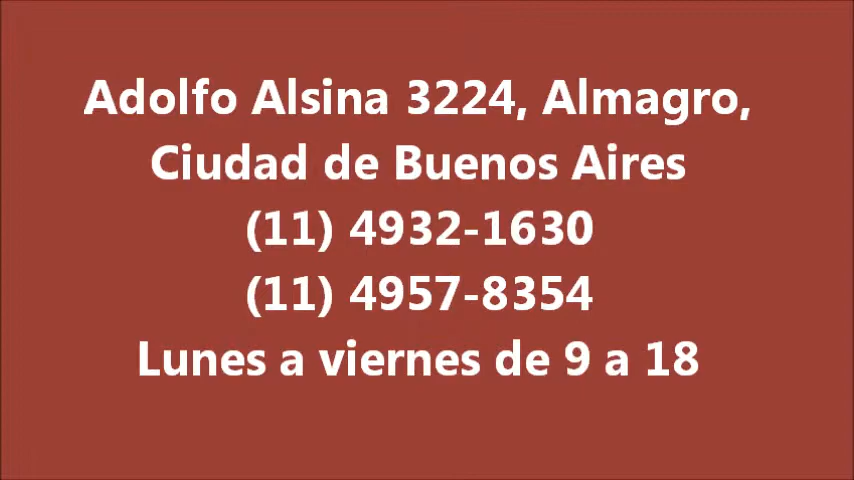 Adolfo Alsina 3224, Almagro,
Ciudad de Buenos Aires
(11) 4932-1630
(11) 4957-8354
Lunes a viernes de 9 a 18